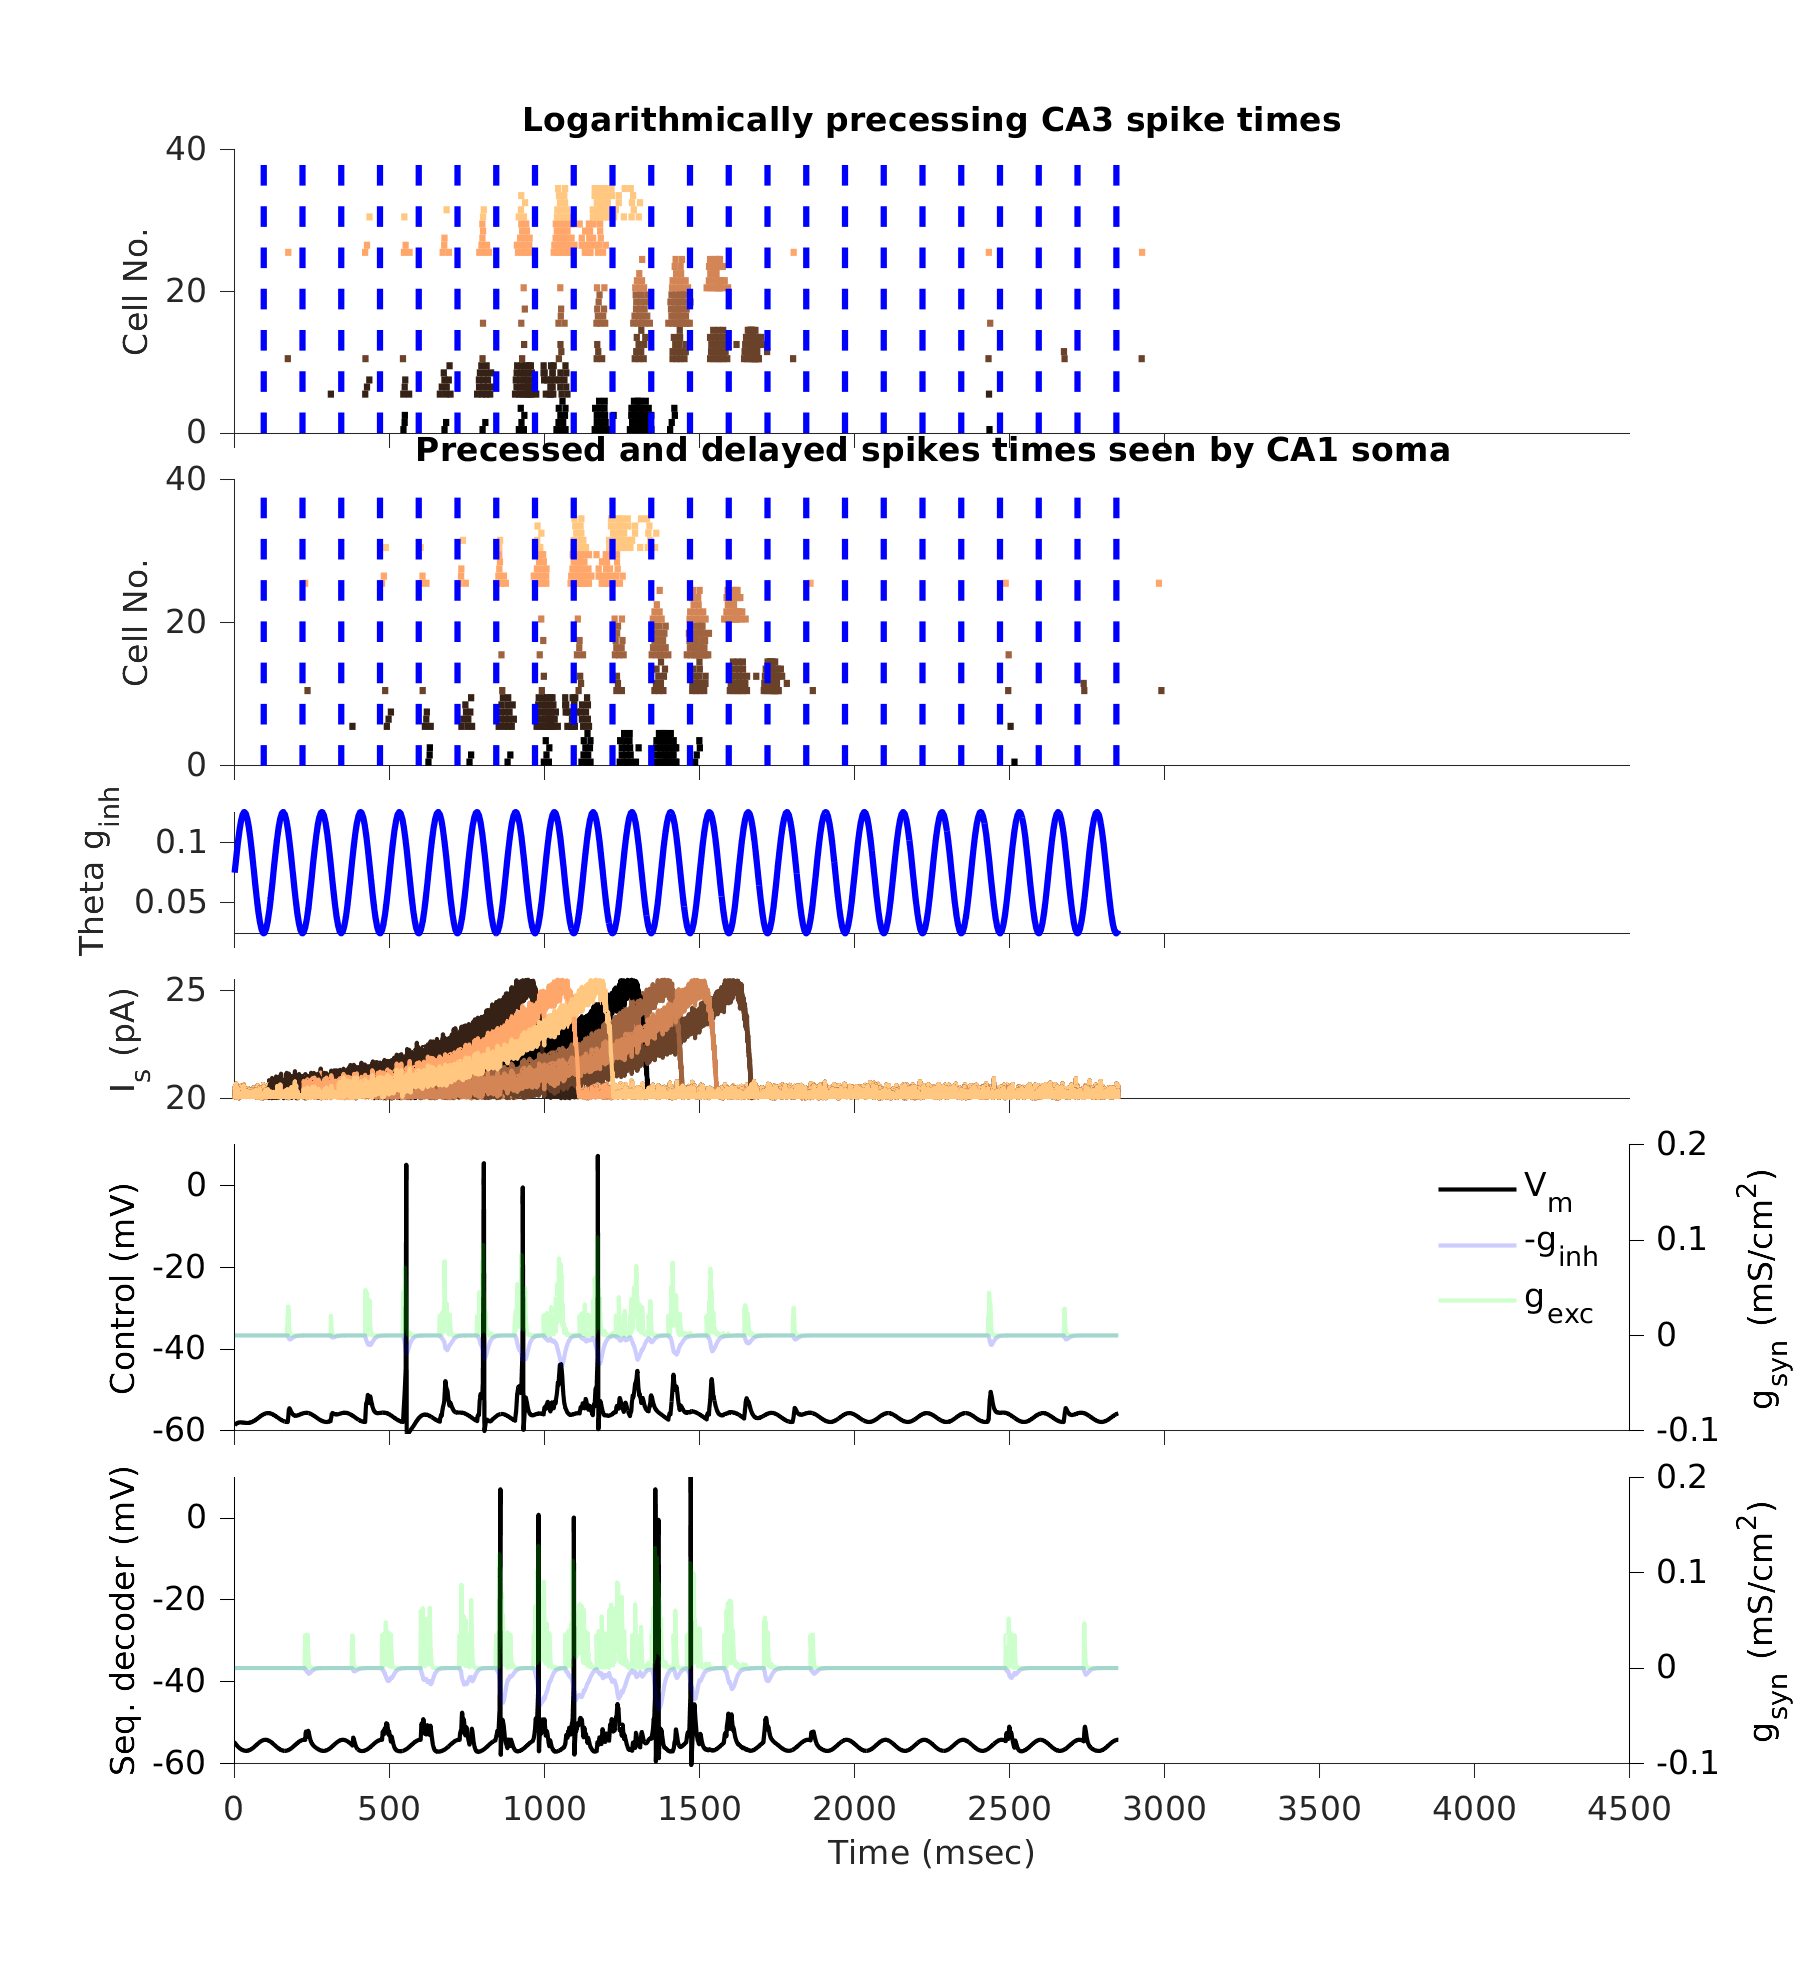 Logarithmically precessing CA3 spike times
40
20
0
Cell No.
Precessed and delayed spikes times seen by CA1 soma
40
20
0
Cell No.
0.1
0.05
Theta g_inh
25
20
I_s (pA)
0
-20
-40
-60
Control (mV)
V_m
-g_inh
g_exc
0.2
0.1
0
-0.1
g_syn (mS/cm^2)
0
-20
-40
-60
Seq. decoder (mV)
0.2
0.1
0
-0.1
g_syn (mS/cm^2)
0 500 1000 1500 2000 2500 3000 3500 4000 4500
Time (msec)